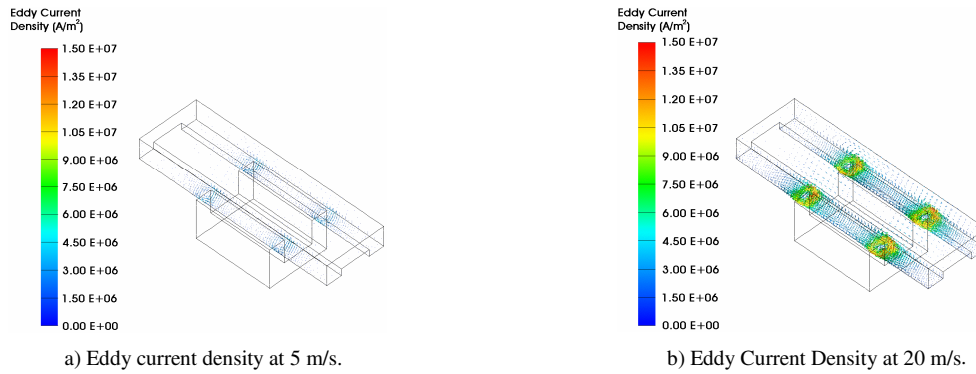 Eddy Current
Density (A/m²)
1.50 E+07
1.35 E+07
1.20 E+07
1.05 E+07
9.00 E+06
7.50 E+06
6.00 E+06
4.50 E+06
3.00 E+06
1.50 E+06
0.00 E+00
a) Eddy current density at 5 m/s.
Eddy Current
Density (A/m²)
1.50 E+07
1.35 E+07
1.20 E+07
1.05 E+07
9.00 E+06
7.50 E+06
6.00 E+06
4.50 E+06
3.00 E+06
1.50 E+06
0.00 E+00
b) Eddy Current Density at 20 m/s.